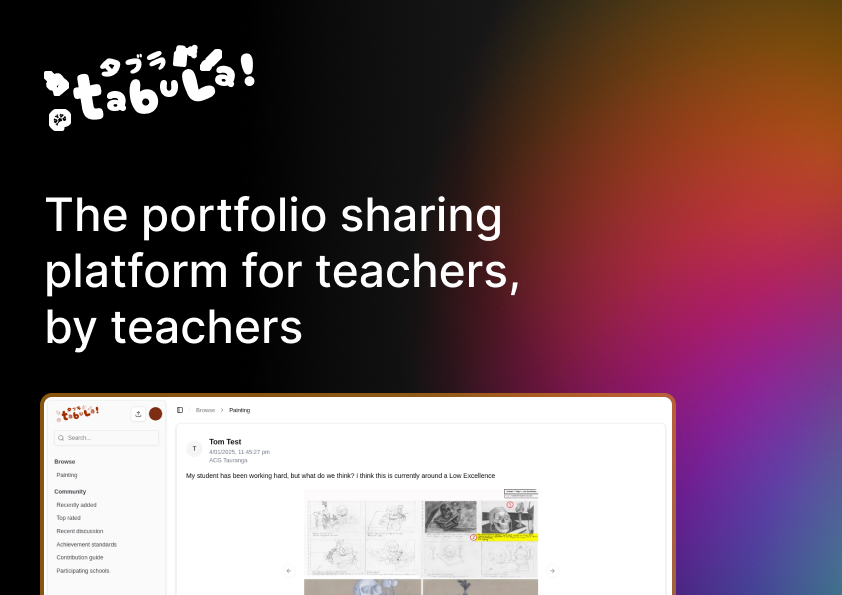 タブラ
tabuLa!
The portfolio sharing
platform for teachers,
by teachers
tabuLa!
Search...
Browse
Painting
Community
Recently added
Top rated
Recent discussion
Achievement standards
Contribution guide
Participating schools
Browse > Painting
T
Tom Test
4/01/2025, 11:45:27 pm
ACG Tauranga
My student has been working hard, but what do we think? I think this is currently around a Low Excellence
1
2